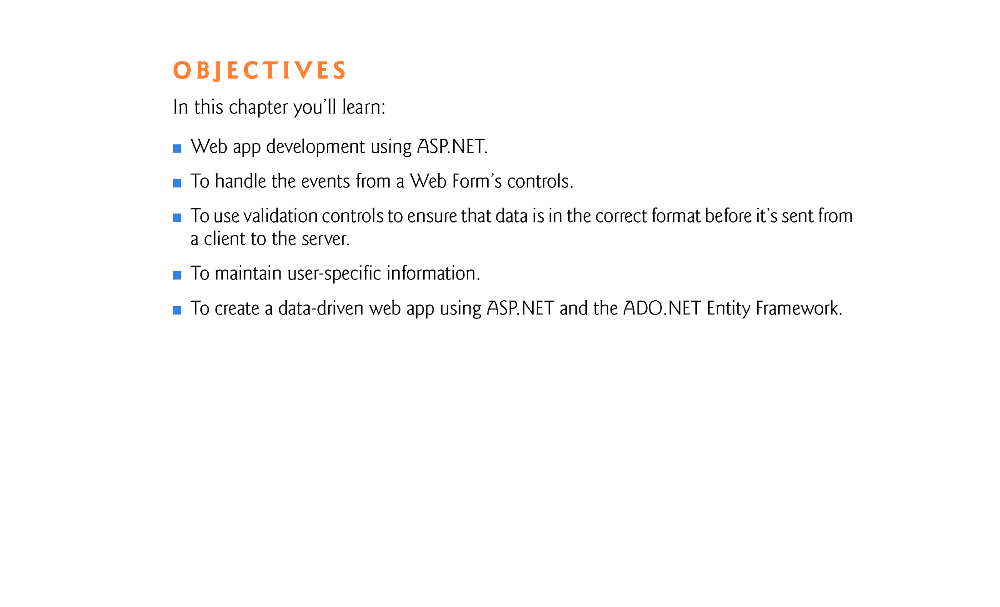 OBJECTIVES
In this chapter you’ll learn:
■ Web app development using ASP.NET.
■ To handle the events from a Web Form’s controls.
■ To use validation controls to ensure that data is in the correct format before it’s sent from
a client to the server.
■ To maintain user-specific information.
■ To create a data-driven web app using ASP.NET and the ADO.NET Entity Framework.